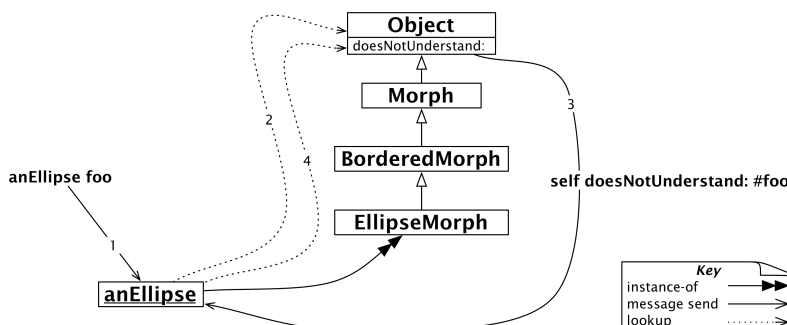 Object
doesNotUnderstand:
Morph
3
2
BorderedMorph
4
anEllipse foo
self doesNotUnderstand: #foo
EllipseMorph
1
Key
anEllipse
instance-of
message send
lookup